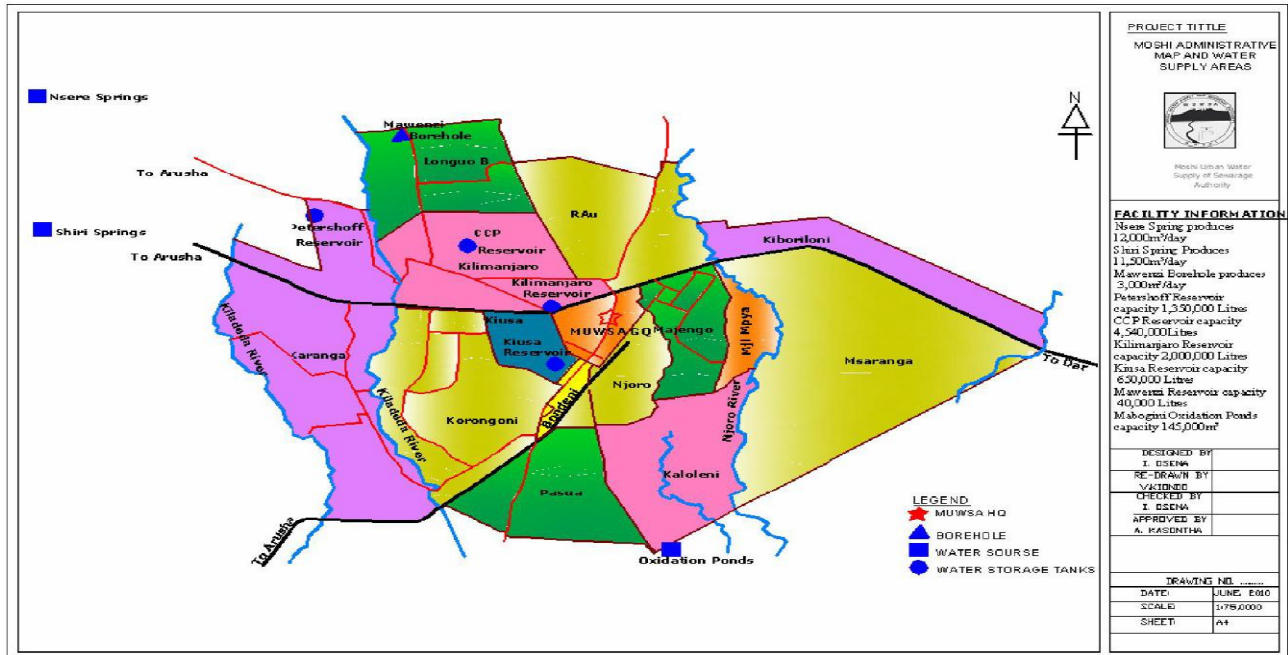 Nsere Springs
Mawenzi
Borehole
Longuo B
N
To Arusha
RAu
Petershoff
Reservoir
CCP
Reservoir
Kilimanjaro
Kiboriloni
Shiri Springs
To Arusha
Kilimanjaro
Reservoir
Kiusa
MUWSA GQ
Majengo
Mji Mpya
Kiusa
Reservoir
Kiladeda River
Karanga
Msaranga
To Dar
Njoro
Bondeni
Korongoni
Kiladeda River
Njoro River
Kaloleni
Pasua
To Arusha
Oxidation Ponds
LEGEND
MUWSA HQ
BOREHOLE
WATER SOURSE
WATER STORAGE TANKS
PROJECT TITTLE
MOSHI ADMINISTRATIVE
MAP AND WATER
SUPPLY AREAS
Moshi Urban Water
Supply of Sewarage
Authority
FACILITY INFORMATION
Nsere Spring produces
12,000m³/day
Shiri Spring Produces
11,500m³/day
Mawenzi Borehole produces
3,000m³/day
Petershoff Reservoir
capacity 1,350,000 Litres
CCP Reservoir capacity
4,540,000Litres
Kilimanjaro Reservoir
capacity 2,000,000 Litres
Kiusa Reservoir capacity
650,000 Litres
Mawenzi Reservoir capacity
40,000 Litres
Mabogini Oxidation Ponds
capacity 145,000m³
DESIGNED BY
I. OSENA
RE-DRAWN BY
V.KIONDO
CHECKED BY
I. OSENA
APPROVED BY
A. KASONTHA
DRAWING NO. ........
DATE: JUNE, 2010
SCALE: 1:75,0000
SHEET: A4